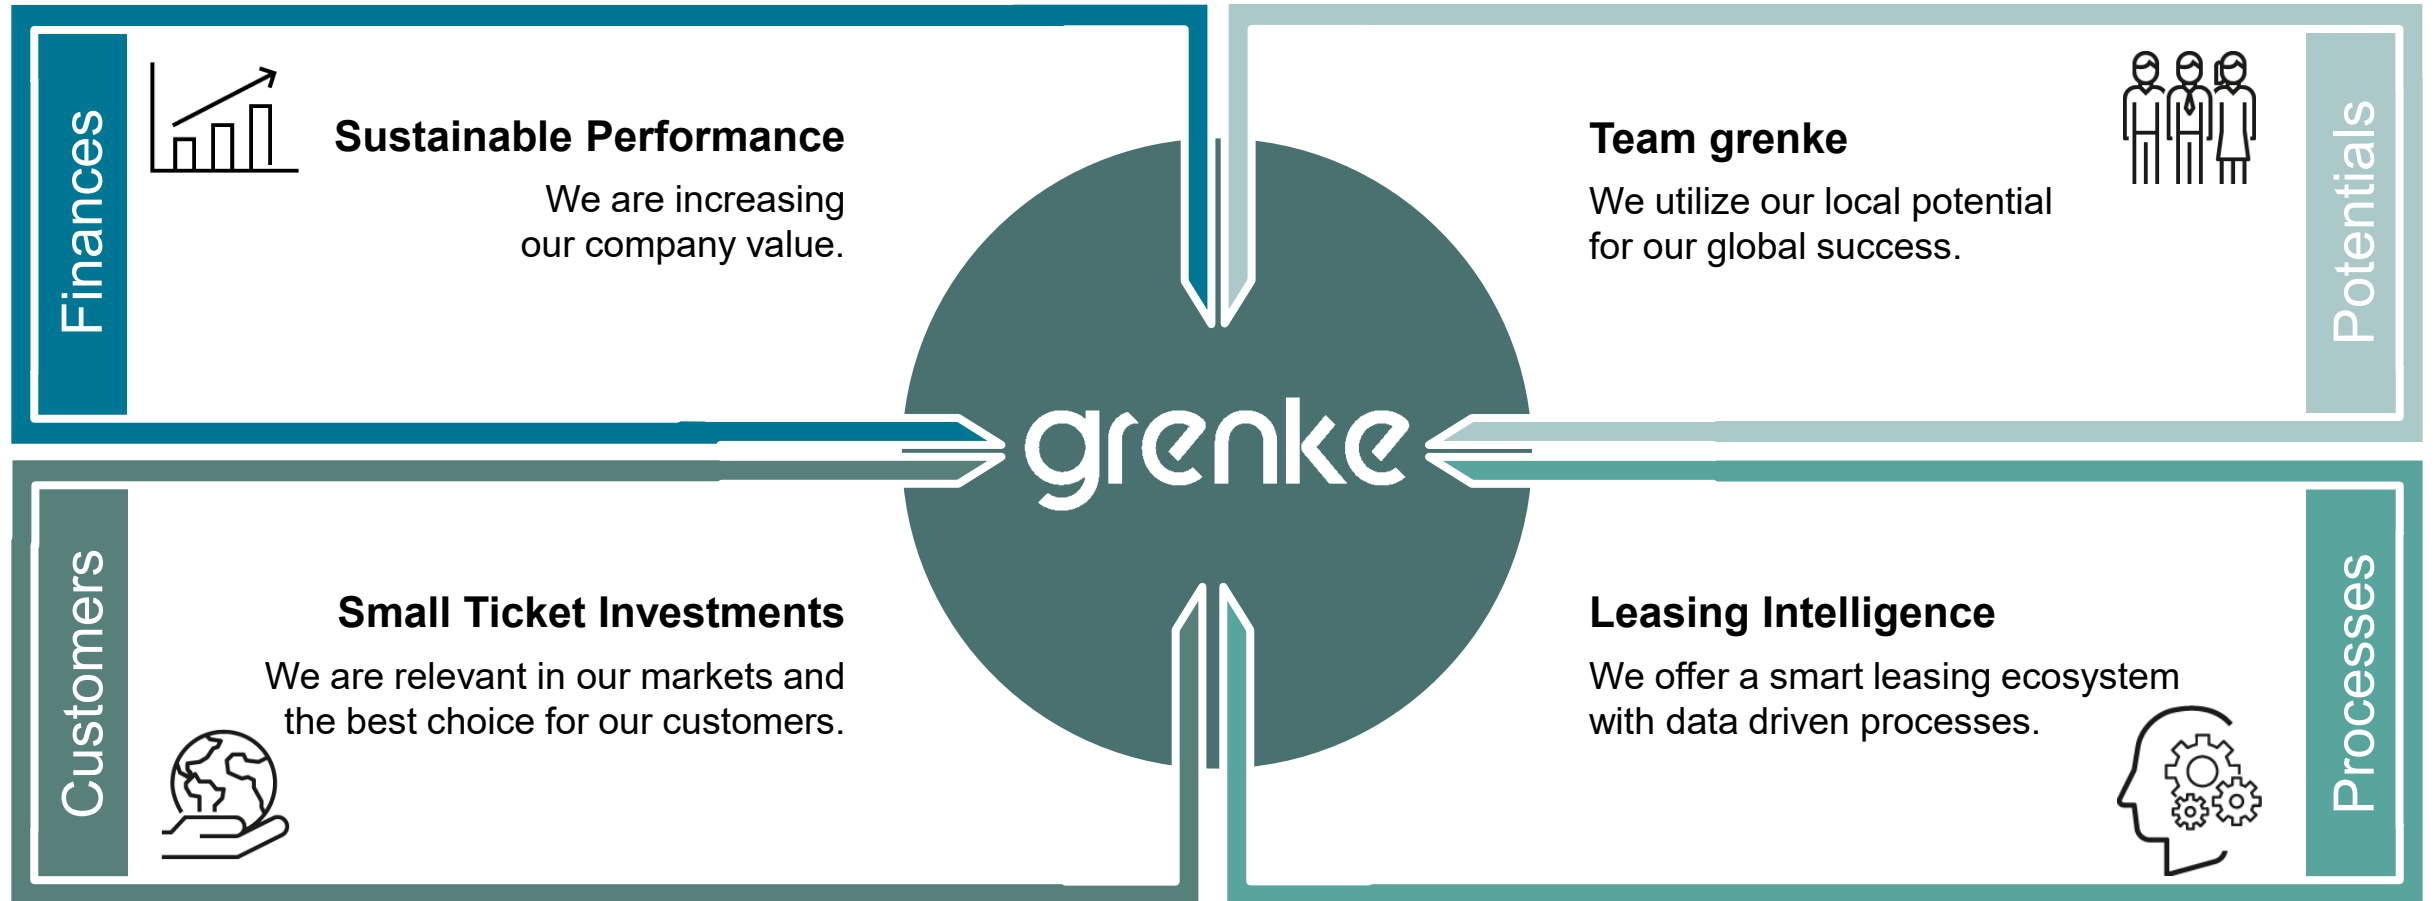 Finances
Sustainable Performance
We are increasing
our company value.
Team grenke
We utilize our local potential
for our global success.
Potentials
grenke
Customers
Small Ticket Investments
We are relevant in our markets and
the best choice for our customers.
Leasing Intelligence
We offer a smart leasing ecosystem
with data driven processes.
Processes